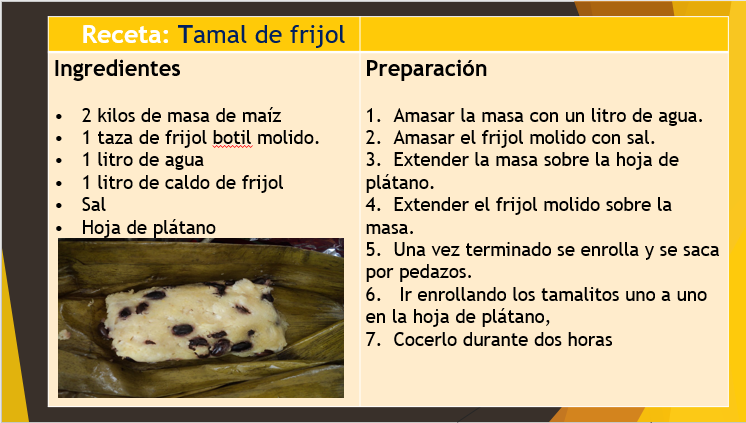 Receta: Tamal de frijol
Ingredientes
• 2 kilos de masa de maíz
• 1 taza de frijol botil molido.
• 1 litro de agua
• 1 litro de caldo de frijol
• Sal
• Hoja de plátano
Preparación
1. Amasar la masa con un litro de agua.
2. Amasar el frijol molido con sal.
3. Extender la masa sobre la hoja de
plátano.
4. Extender el frijol molido sobre la
masa.
5. Una vez terminado se enrolla y se saca
por pedazos.
6. Ir enrollando los tamalitos uno a uno
en la hoja de plátano,
7. Cocerlo durante dos horas